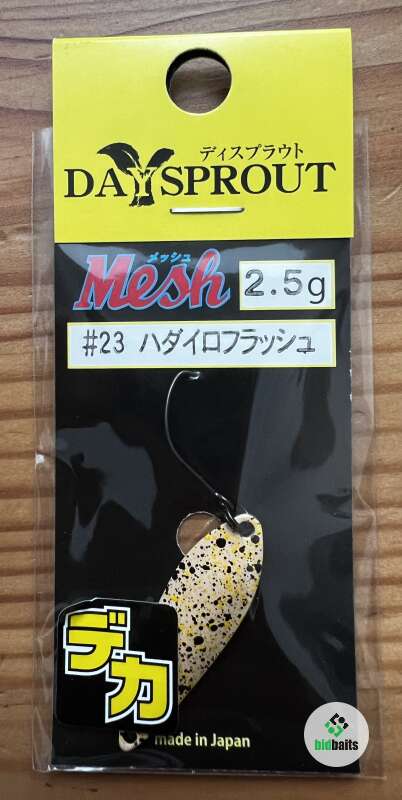 ディスプラウト
DAYSPROUT
メッシュ
Mesh 2.5g
#23 ハダイロフラッシュ
デカ
made in Japan
bidbaits